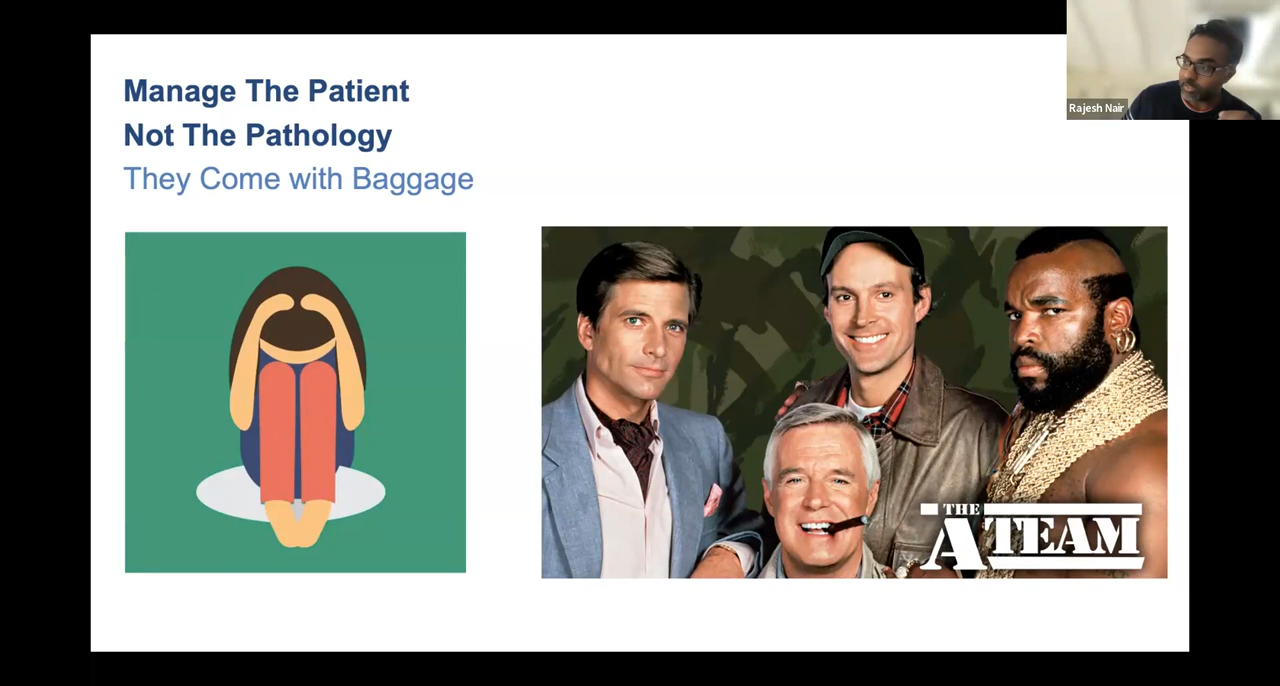 Manage The Patient
Not The Pathology
They Come with Baggage
Rajesh Nair
THE
A TEAM